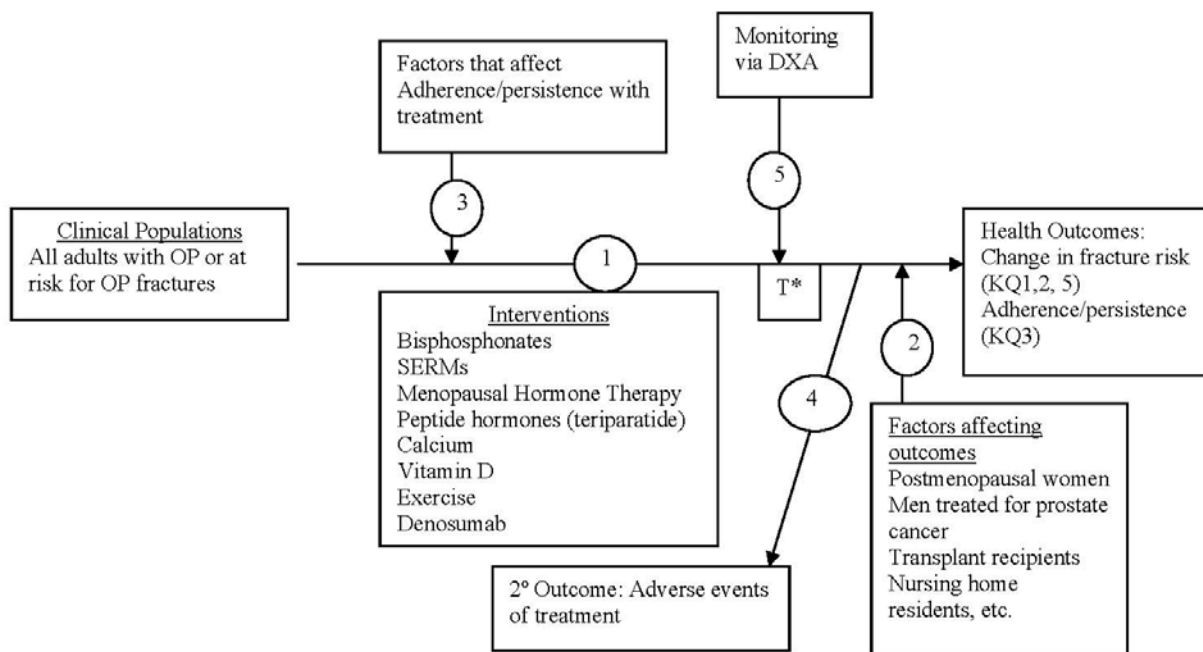 Factors that affect
Adherence/persistence with
treatment
Monitoring
via DXA
3
5
Clinical Populations
All adults with OP or at
risk for OP fractures
1
T*
Health Outcomes:
Change in fracture risk
(KQ1,2, 5)
Adherence/persistence
(KQ3)
Interventions
Bisphosphonates
SERMs
Menopausal Hormone Therapy
Peptide hormones (teriparatide)
Calcium
Vitamin D
Exercise
Denosumab
2
4
Factors affecting
outcomes
Postmenopausal women
Men treated for prostate
cancer
Transplant recipients
Nursing home
residents, etc.
2° Outcome: Adverse events
of treatment